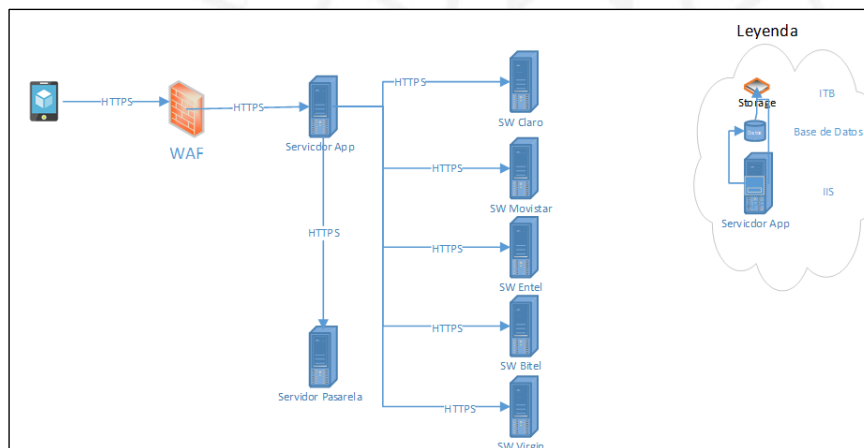 Leyenda
HTTPS
WAF
HTTPS
Servicdor App
HTTPS
SW Claro
HTTPS
SW Movistar
HTTPS
HTTPS
SW Entel
HTTPS
SW Bitel
Servidor Pasarela
HTTPS
SW Virgin
Storage
ITB
Base de Datos
IIS
Servicdor App